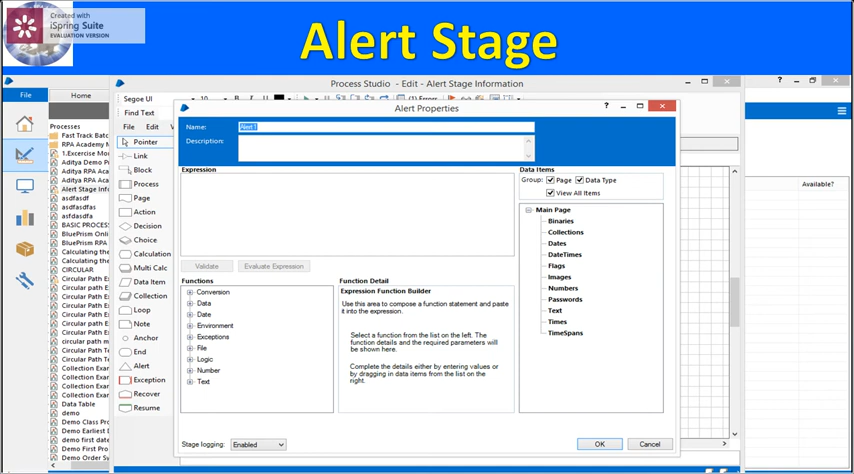 Created with
iSpring Suite
EVALUATION VERSION
Alert Stage
File
Home
Process Studio - Edit - Alert Stage Information
Segoe UI
10
B
(1) Errors
Find Text
File Edit
Processes
Fast Track Batc
RPA Academy M
1.Excercise Mor
Aditya Demo P
Aditya RPA Aca
Aditya RPA Aca
Alert Stage Info
asdfasdf
asfdasfd
asfdasdfa
BASIC PROCESS
BluePrism Onli
BluePrism RPA
Calculating the
Calculating the
CIRCULAR
Circular Path Ex
Circular Path Ex
Circular Path Ex
Circular Path Ex
circular path m
Circular Path Te
Circular Path Te
Collection Exar
Collection Exar
Collection Exar
Data Table
demo
Demo Class Pro
Demo Earliest D
Demo first date
Demo First Pro
Demo Order Sy
Pointer
Link
Block
Process
Page
Action
Decision
Choice
Calculation
Multi Calc
Data Item
Collection
Loop
Note
Anchor
End
Alert
Exception
Recover
Resume
Alert Properties
Name:
Alert1
Description:
Expression
Validate
Evaluate Expression
Functions
Conversion
Data
Date
Environment
Exceptions
File
Logic
Number
Text
Function Detail
Expression Function Builder
Use this area to compose a function statement and paste
it into the expression.
Select a function from the list on the left. The
function details and the required parameters will
be shown here.
Complete the details either by entering values or
by dragging in data items from the list on the
right.
Data Items
Group: Page Data Type
View All Items
Main Page
Binaries
Collections
Dates
DateTimes
Flags
Images
Numbers
Passwords
Text
Times
TimeSpans
Stage logging: Enabled
OK
Cancel
Available?